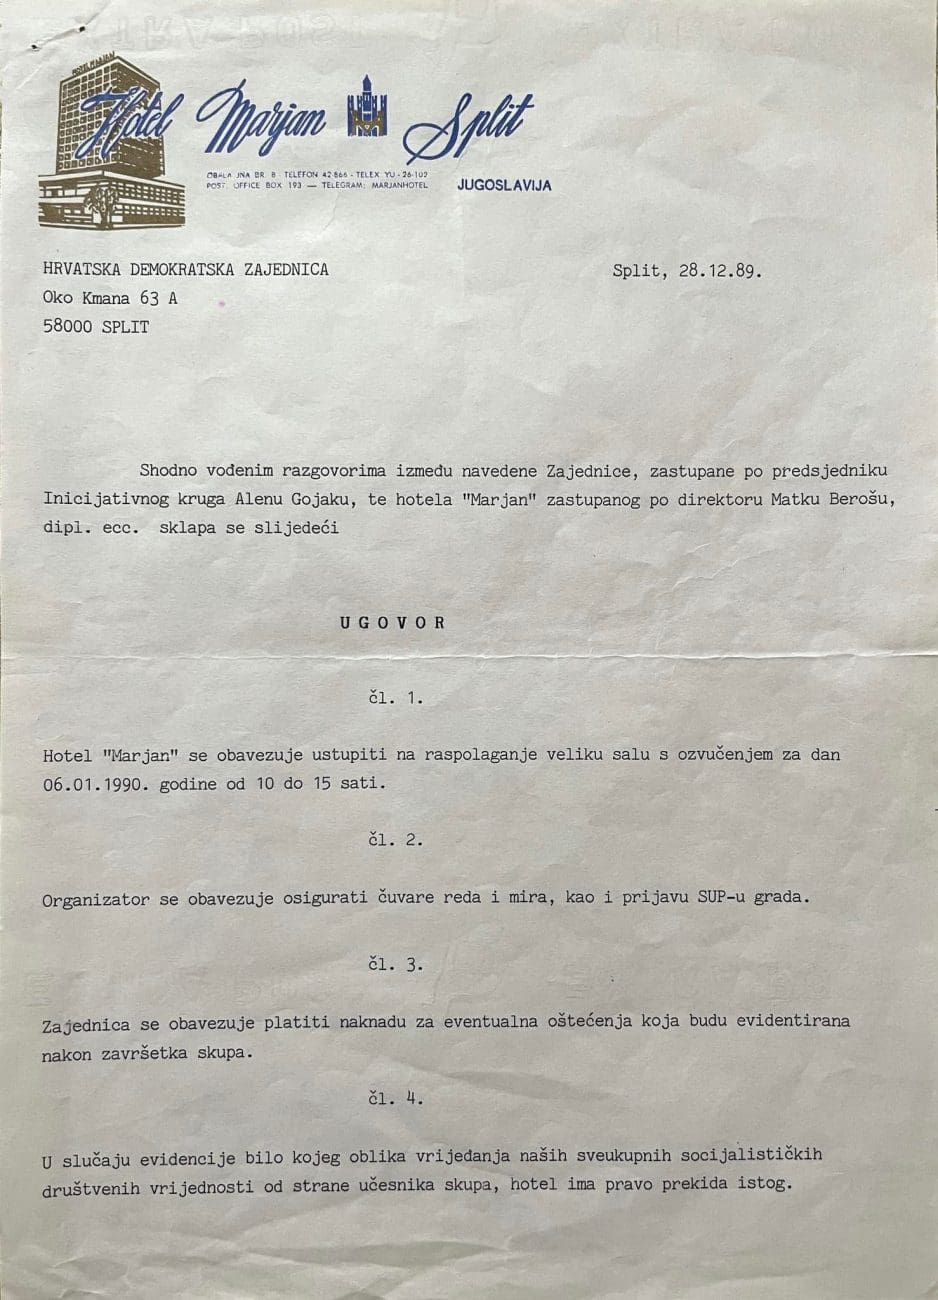 HOTEL MARJAN
Hotel Marjan Split
OBALA JNA BR. 8 TELEFON 42-866 - TELEX YU - 26-102
POST. OFFICE BOX 193 — TELEGRAM: MARJANHOTEL
JUGOSLAVIJA
HRVATSKA DEMOKRATSKA ZAJEDNICA
Split, 28.12.89.
Oko Kmana 63 A
58000 SPLIT
Shodno vođenim razgovorima između navedene Zajednice, zastupane po predsjedniku
Inicijativnog kruga Alenu Gojaku, te hotela "Marjan" zastupanog po direktoru Matku Berošu,
dipl. ecc. sklapa se slijedeći
U G O V O R
čl. 1.
Hotel "Marjan" se obavezuje ustupiti na raspolaganje veliku salu s ozvučenjem za dan
06.01.1990. godine od 10 do 15 sati.
čl. 2.
Organizator se obavezuje osigurati čuvare reda i mira, kao i prijavu SUP-u grada.
čl. 3.
Zajednica se obavezuje platiti naknadu za eventualna oštećenja koja budu evidentirana
nakon završetka skupa.
čl. 4.
U slučaju evidencije bilo kojeg oblika vrijeđanja naših sveukupnih socijalističkih
društvenih vrijednosti od strane učesnika skupa, hotel ima pravo prekida istog.